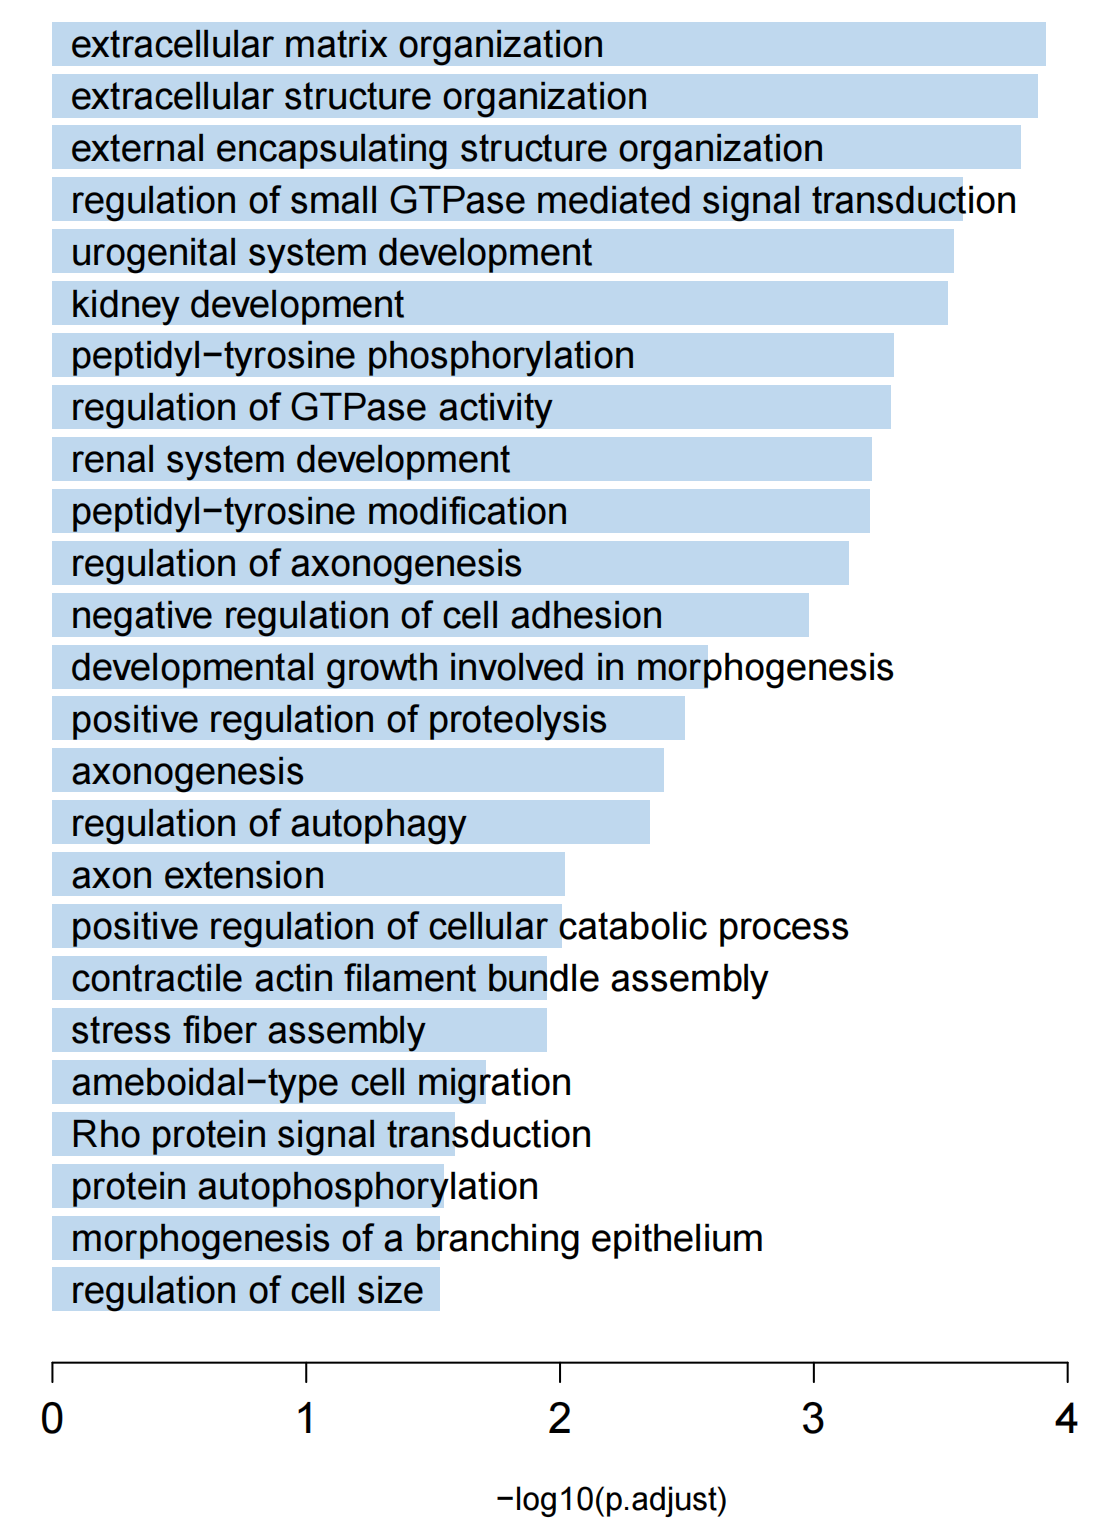 extracellular matrix organization
extracellular structure organization
external encapsulating structure organization
regulation of small GTPase mediated signal transduction
urogenital system development
kidney development
peptidyl−tyrosine phosphorylation
regulation of GTPase activity
renal system development
peptidyl−tyrosine modification
regulation of axonogenesis
negative regulation of cell adhesion
developmental growth involved in morphogenesis
positive regulation of proteolysis
axonogenesis
regulation of autophagy
axon extension
positive regulation of cellular catabolic process
contractile actin filament bundle assembly
stress fiber assembly
ameboidal−type cell migration
Rho protein signal transduction
protein autophosphorylation
morphogenesis of a branching epithelium
regulation of cell size
0 1 2 3 4
−log10(p.adjust)